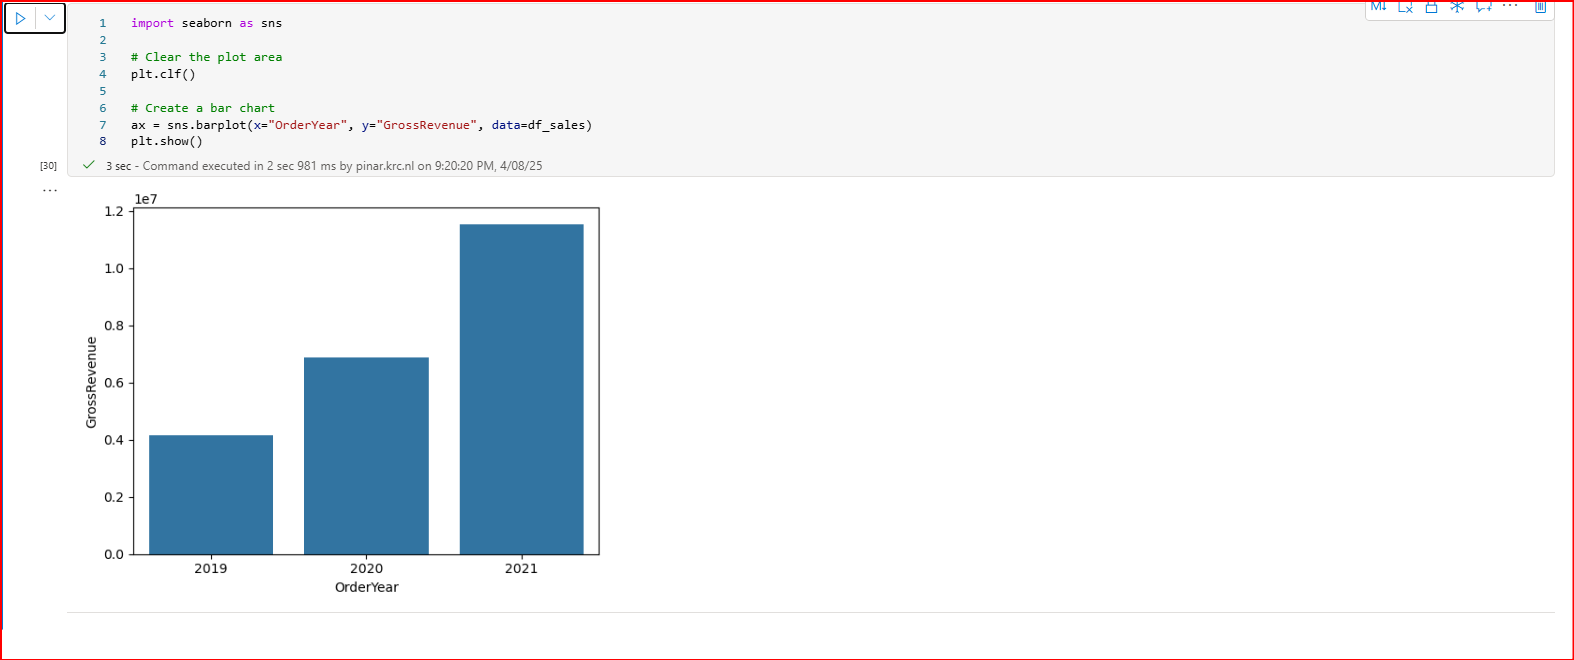 M↓
1 import seaborn as sns
2
3 # Clear the plot area
4 plt.clf()
5
6 # Create a bar chart
7 ax = sns.barplot(x="OrderYear", y="GrossRevenue", data=df_sales)
8 plt.show()
[30] 3 sec - Command executed in 2 sec 981 ms by pinar.krc.nl on 9:20:20 PM, 4/08/25
1e7
1.2
1.0
0.8
0.6
0.4
0.2
0.0
GrossRevenue
2019 2020 2021
OrderYear